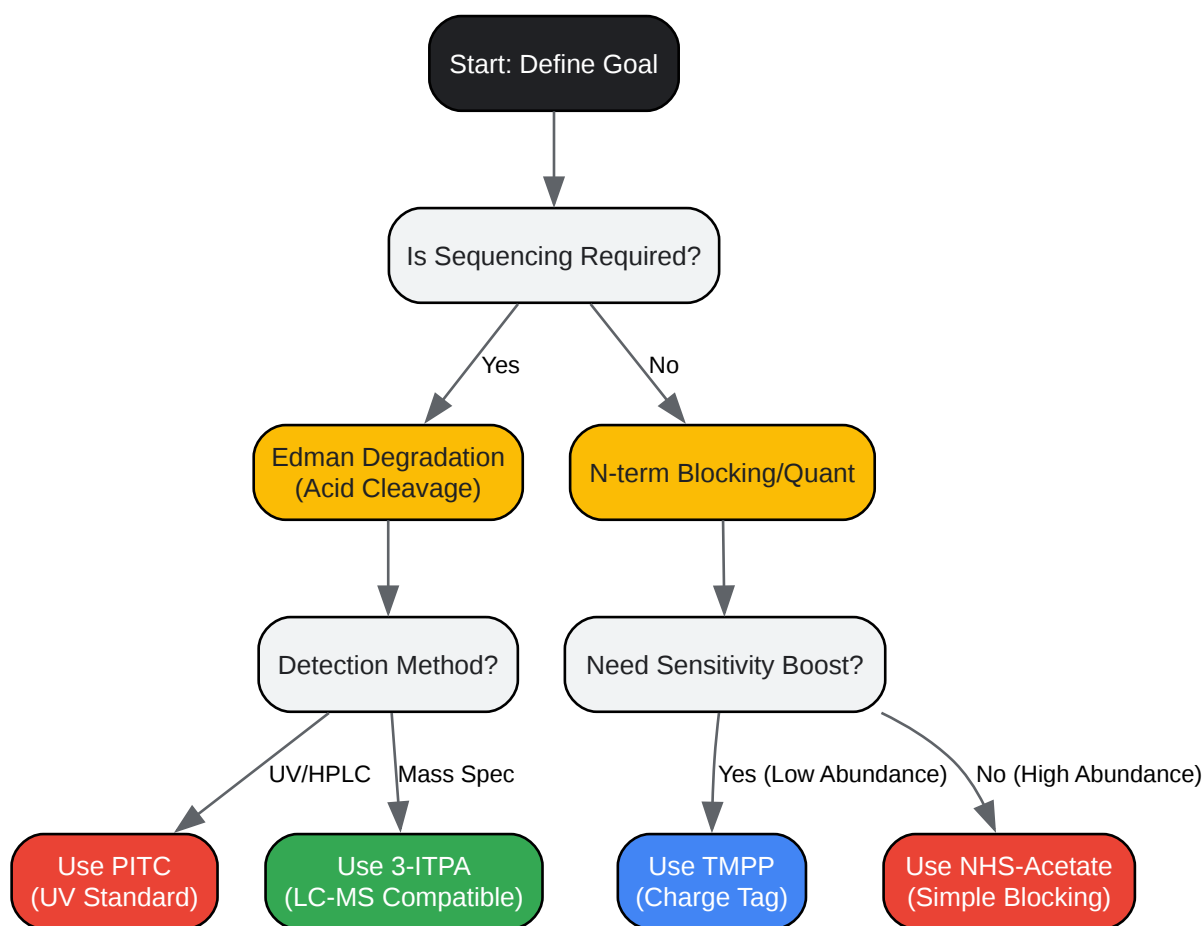 Start: Define Goal
Is Sequencing Required?
Yes
No
Edman Degradation
(Acid Cleavage)
N-term Blocking/Quant
Detection Method?
Need Sensitivity Boost?
UV/HPLC
Mass Spec
Yes (Low Abundance)
No (High Abundance)
Use PITC
(UV Standard)
Use 3-ITPA
(LC-MS Compatible)
Use TMPP
(Charge Tag)
Use NHS-Acetate
(Simple Blocking)